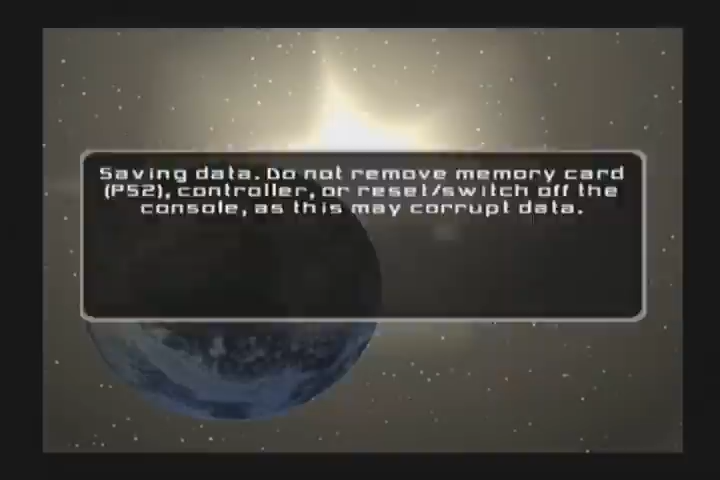 Saving data. Do not remove memory card
(PS2), controller, or reset/switch off the
console, as this may corrupt data.